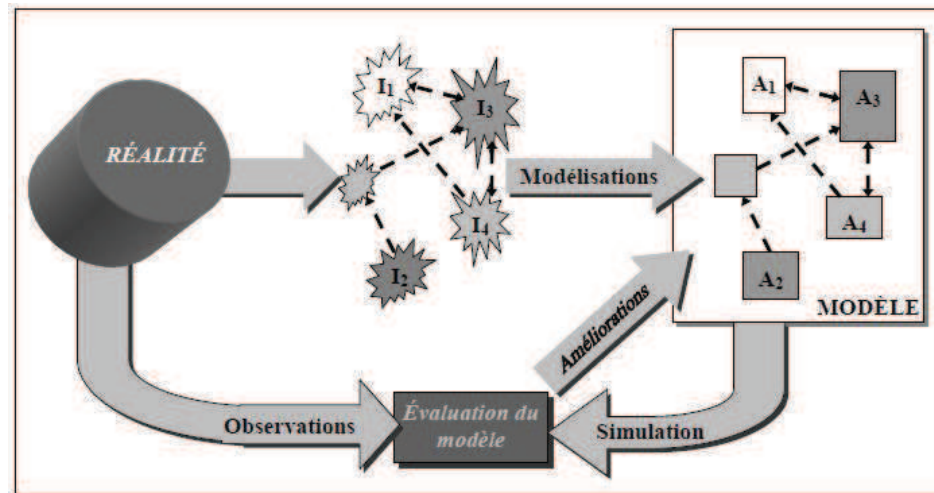 RÉALITÉ
I1
I3
I4
I2
Modélisations
A1
A3
A4
A2
MODÈLE
Améliorations
Observations
Évaluation du
modèle
Simulation